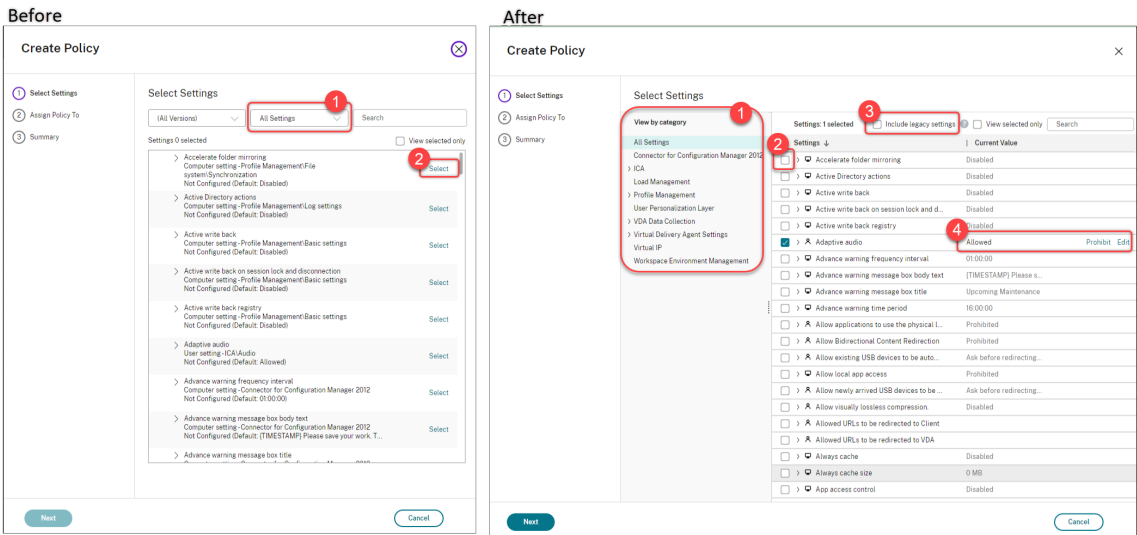 Before
Create Policy
1 Select Settings
2 Assign Policy To
3 Summary
Select Settings
1
(All Versions) All Settings Search
Settings 0 selected View selected only
2
Accelerate folder mirroring
Computer setting - Profile Management\File
system\Synchronization
Not Configured (Default: Disabled)
Select
Active Directory actions
Computer setting - Profile Management\Log settings
Not Configured (Default: Disabled)
Select
Active write back
Computer setting - Profile Management\Basic settings
Not Configured (Default: Disabled)
Select
Active write back on session lock and disconnection
Computer setting - Profile Management\Basic settings
Not Configured (Default: Disabled)
Select
Active write back registry
Computer setting - Profile Management\Basic settings
Not Configured (Default: Disabled)
Select
Adaptive audio
User setting - ICA\Audio
Not Configured (Default: Allowed)
Select
Advance warning frequency interval
Computer setting - Connector for Configuration Manager 2012
Not Configured (Default: 01:00:00)
Select
Advance warning message box body text
Computer setting - Connector for Configuration Manager 2012
Not Configured (Default: {TIMESTAMP} Please save your work. T...
Select
Advance warning message box title
Next
Cancel
After
Create Policy
1 Select Settings
2 Assign Policy To
3 Summary
Select Settings
1
View by category
All Settings
Connector for Configuration Manager 2012
ICA
Load Management
Profile Management
User Personalization Layer
VDA Data Collection
Virtual Delivery Agent Settings
Virtual IP
Workspace Environment Management
3
Settings: 1 selected Include legacy settings View selected only Search
2
Settings ↓ Current Value
Accelerate folder mirroring Disabled
Active Directory actions Disabled
Active write back Disabled
Active write back on session lock and d... Disabled
Active write back registry Disabled
4
Adaptive audio Allowed Prohibit Edit
Advance warning frequency interval 01:00:00
Advance warning message box body text {TIMESTAMP} Please s...
Advance warning message box title Upcoming Maintenance
Advance warning time period 16:00:00
Allow applications to use the physical l... Prohibited
Allow Bidirectional Content Redirection Prohibited
Allow existing USB devices to be auto... Ask before redirecting...
Allow local app access Prohibited
Allow newly arrived USB devices to be ... Ask before redirecting...
Allow visually lossless compression. Disabled
Allowed URLs to be redirected to Client
Allowed URLs to be redirected to VDA
Always cache Disabled
Always cache size 0 MB
App access control Disabled
Next
Cancel